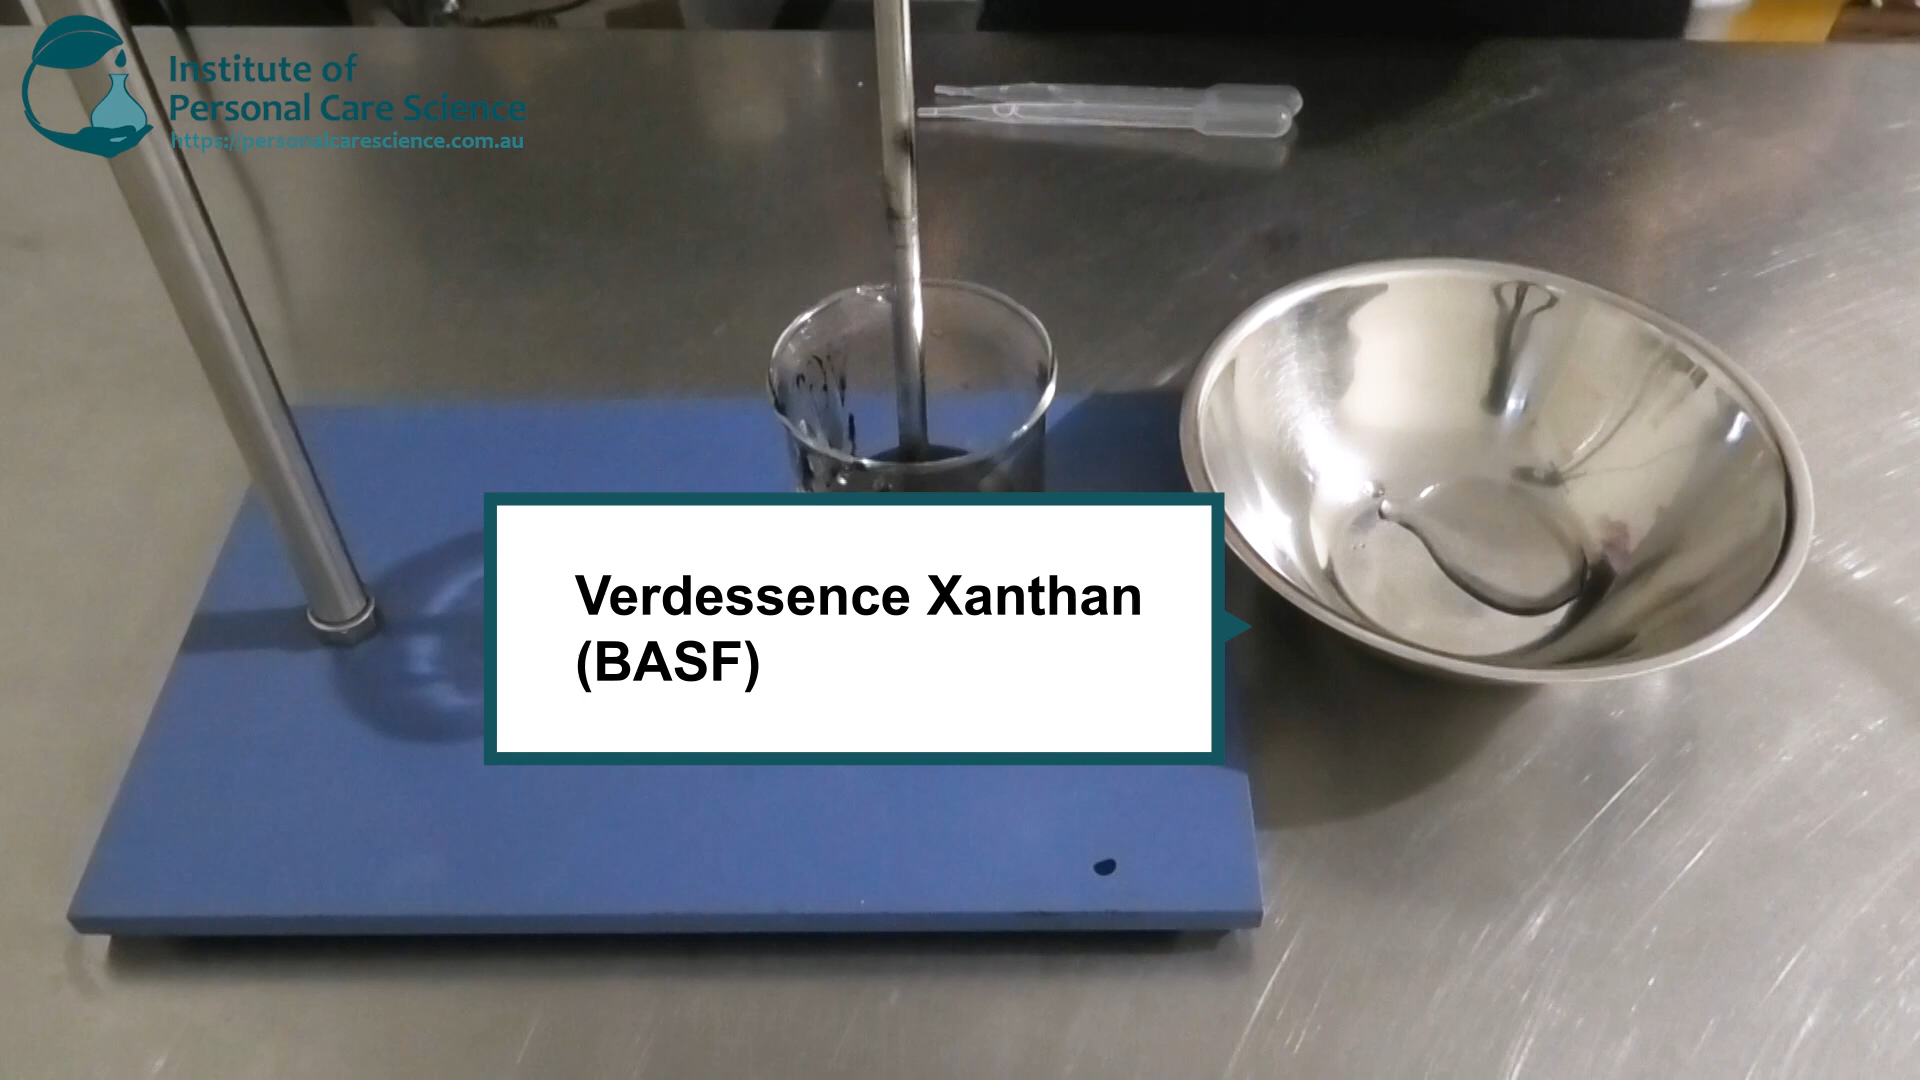 Institute of
Personal Care Science
https://personalcarescience.com.au
Verdessence Xanthan
(BASF)